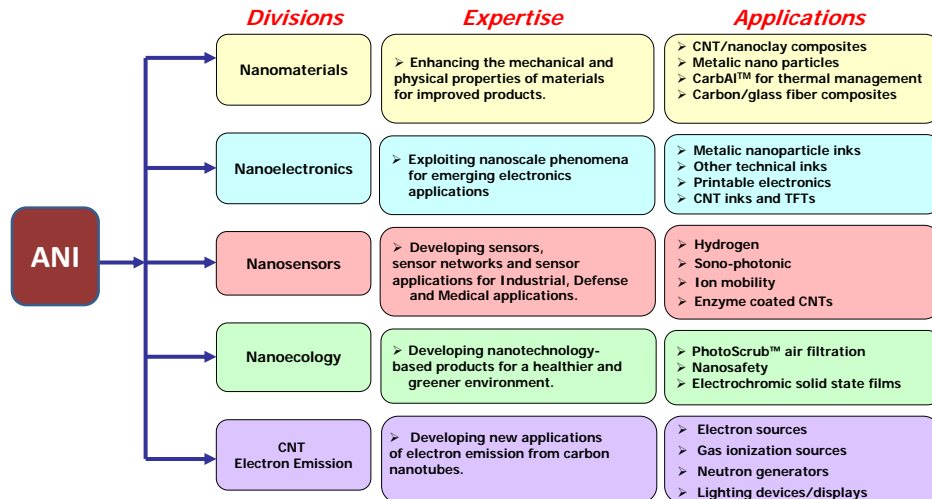 Divisions
Expertise
Applications
ANI
Nanomaterials
➢ Enhancing the mechanical and
physical properties of materials
for improved products.
➢ CNT/nanoclay composites
➢ Metalic nano particles
➢ CarbAl™ for thermal management
➢ Carbon/glass fiber composites
Nanoelectronics
➢ Exploiting nanoscale phenomena
for emerging electronics
applications
➢ Metalic nanoparticle inks
➢ Other technical inks
➢ Printable electronics
➢ CNT inks and TFTs
Nanosensors
➢ Developing sensors,
sensor networks and sensor
applications for Industrial, Defense
and Medical applications.
➢ Hydrogen
➢ Sono-photonic
➢ Ion mobility
➢ Enzyme coated CNTs
Nanoecology
➢ Developing nanotechnology-
based products for a healthier and
greener environment.
➢ PhotoScrub™ air filtration
➢ Nanosafety
➢ Electrochromic solid state films
CNT
Electron Emission
➢ Developing new applications
of electron emission from carbon
nanotubes.
➢ Electron sources
➢ Gas ionization sources
➢ Neutron generators
➢ Lighting devices/displays